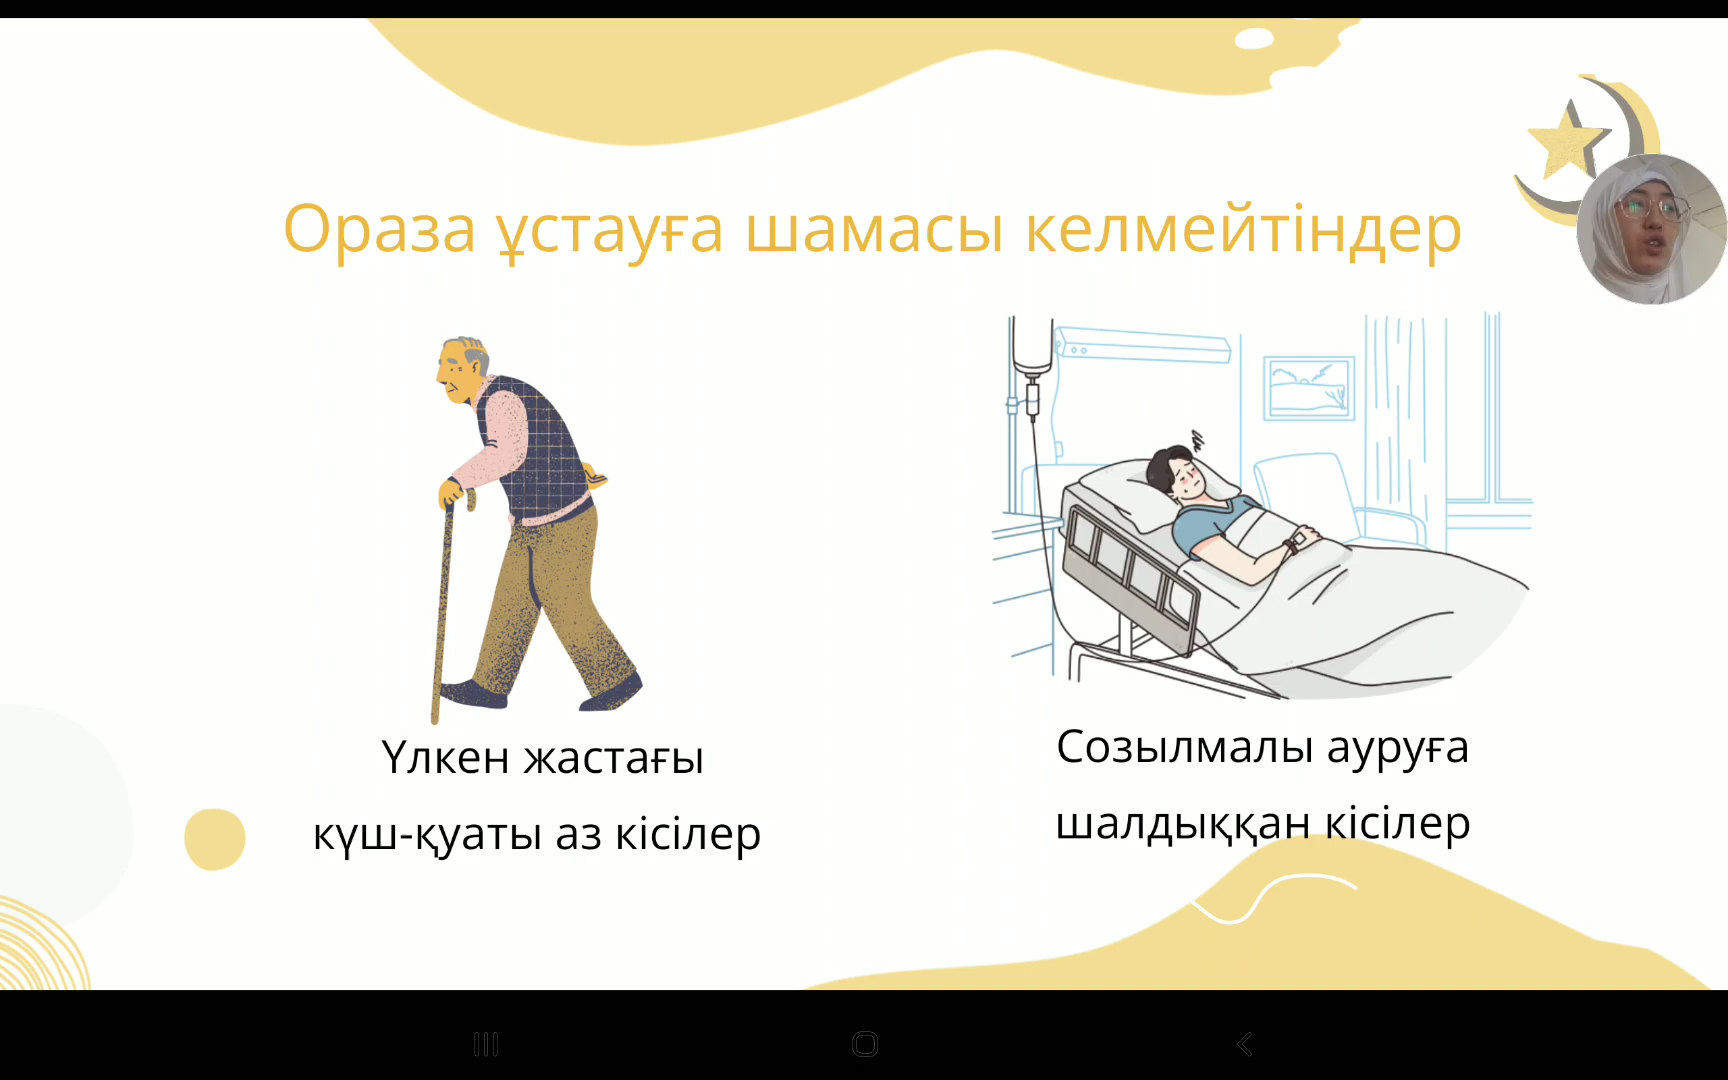 Ораза ұстауға шамасы келмейтіндер
Үлкен жастағы
күш-қуаты аз кісілер
Созылмалы ауруға
шалдыққан кісілер